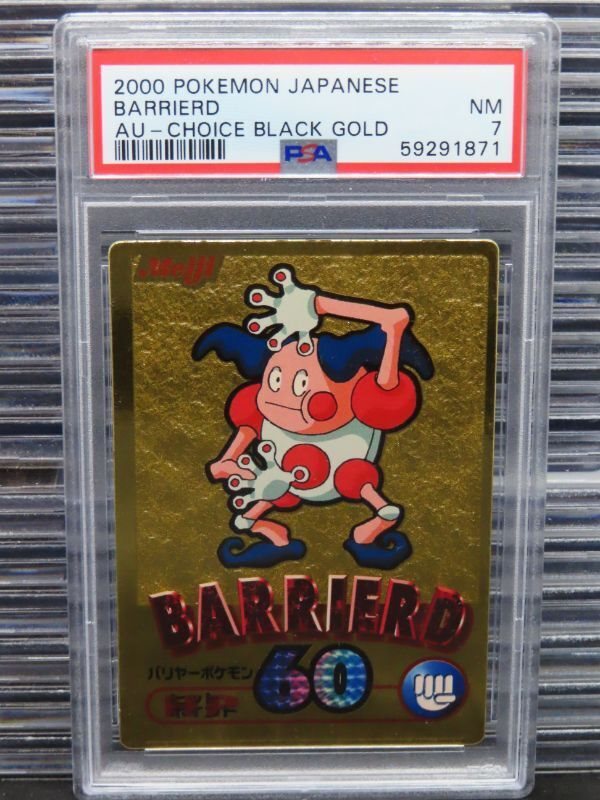 2000 POKEMON JAPANESE
BARRIERD NM
AU-CHOICE BLACK GOLD 7
PSA 59291871
Meiji
BARRIERD
バリヤーポケモン
60